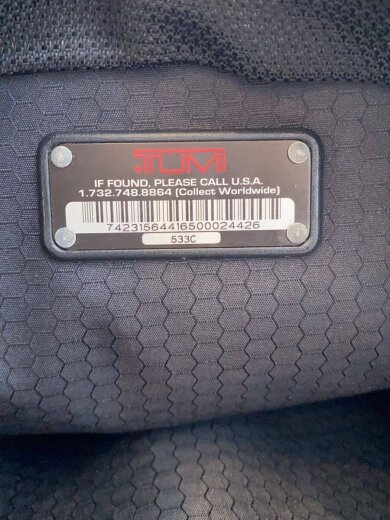 TUMI
IF FOUND, PLEASE CALL U.S.A.
1.732.748.8864 (Collect Worldwide)
74231564416500024426
533C